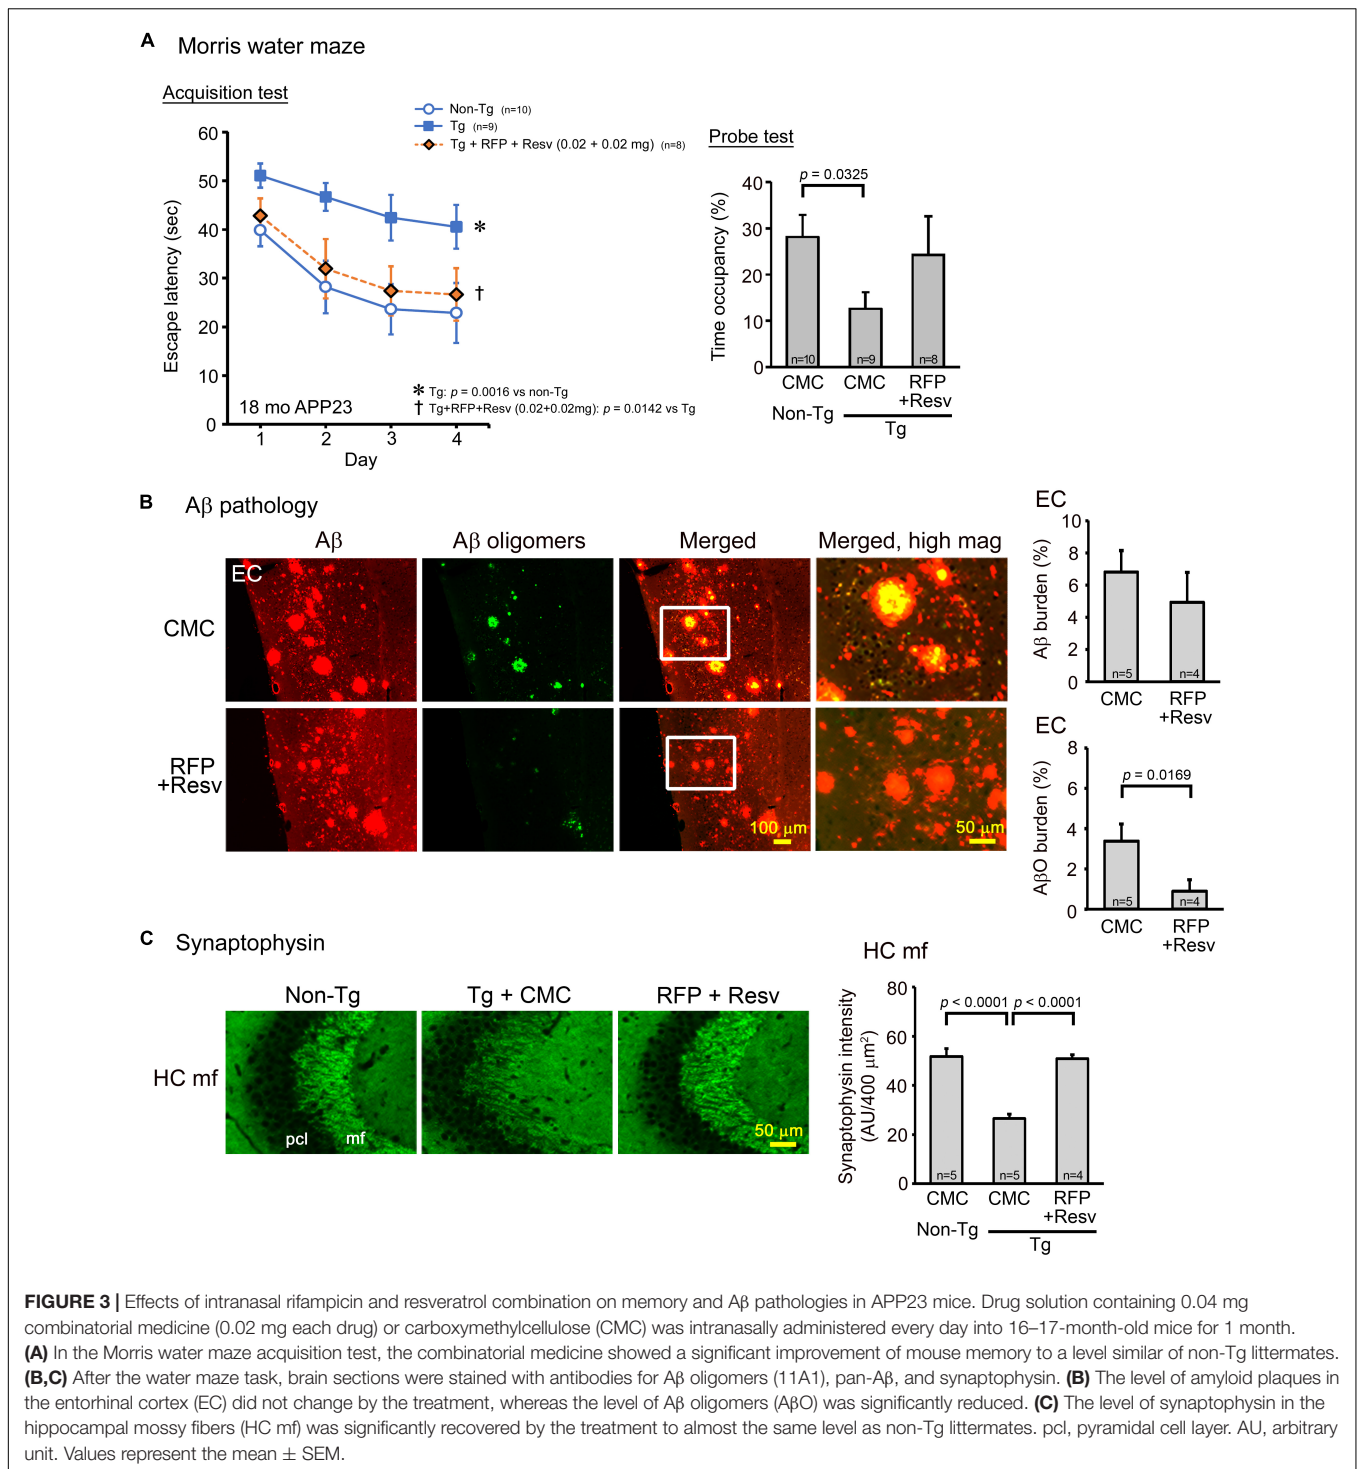 A Morris water maze
Acquisition test
Non-Tg (n=10)
Tg (n=9)
Tg + RFP + Resv (0.02 + 0.02 mg) (n=8)
Escape latency (sec)
60
50
40
30
20
10
0
18 mo APP23
* Tg: p = 0.0016 vs non-Tg
† Tg+RFP+Resv (0.02+0.02mg): p = 0.0142 vs Tg
*
†
1 2 3 4
Day
Probe test
p = 0.0325
Time occupancy (%)
40
30
20
10
0
n=10 n=9 n=8
CMC CMC RFP
+Resv
Non-Tg Tg
B Aβ pathology
Aβ Aβ oligomers Merged Merged, high mag
EC
CMC
RFP
+Resv
100 μm 50 μm
EC
Aβ burden (%)
10
8
6
4
2
0
n=5 n=4
CMC RFP
+Resv
EC
AβO burden (%)
8
6
4
2
0
p = 0.0169
n=5 n=4
CMC RFP
+Resv
C Synaptophysin
Non-Tg Tg + CMC RFP + Resv
HC mf
pcl mf
50 μm
HC mf
Synaptophysin intensity
(AU/400 μm²)
80
60
40
20
0
p < 0.0001 p < 0.0001
n=5 n=5 n=4
CMC CMC RFP
+Resv
Non-Tg Tg
FIGURE 3 | Effects of intranasal rifampicin and resveratrol combination on memory and Aβ pathologies in APP23 mice. Drug solution containing 0.04 mg
combinatorial medicine (0.02 mg each drug) or carboxymethylcellulose (CMC) was intranasally administered every day into 16–17-month-old mice for 1 month.
(A) In the Morris water maze acquisition test, the combinatorial medicine showed a significant improvement of mouse memory to a level similar of non-Tg littermates.
(B,C) After the water maze task, brain sections were stained with antibodies for Aβ oligomers (11A1), pan-Aβ, and synaptophysin. (B) The level of amyloid plaques in
the entorhinal cortex (EC) did not change by the treatment, whereas the level of Aβ oligomers (AβO) was significantly reduced. (C) The level of synaptophysin in the
hippocampal mossy fibers (HC mf) was significantly recovered by the treatment to almost the same level as non-Tg littermates. pcl, pyramidal cell layer. AU, arbitrary
unit. Values represent the mean ± SEM.